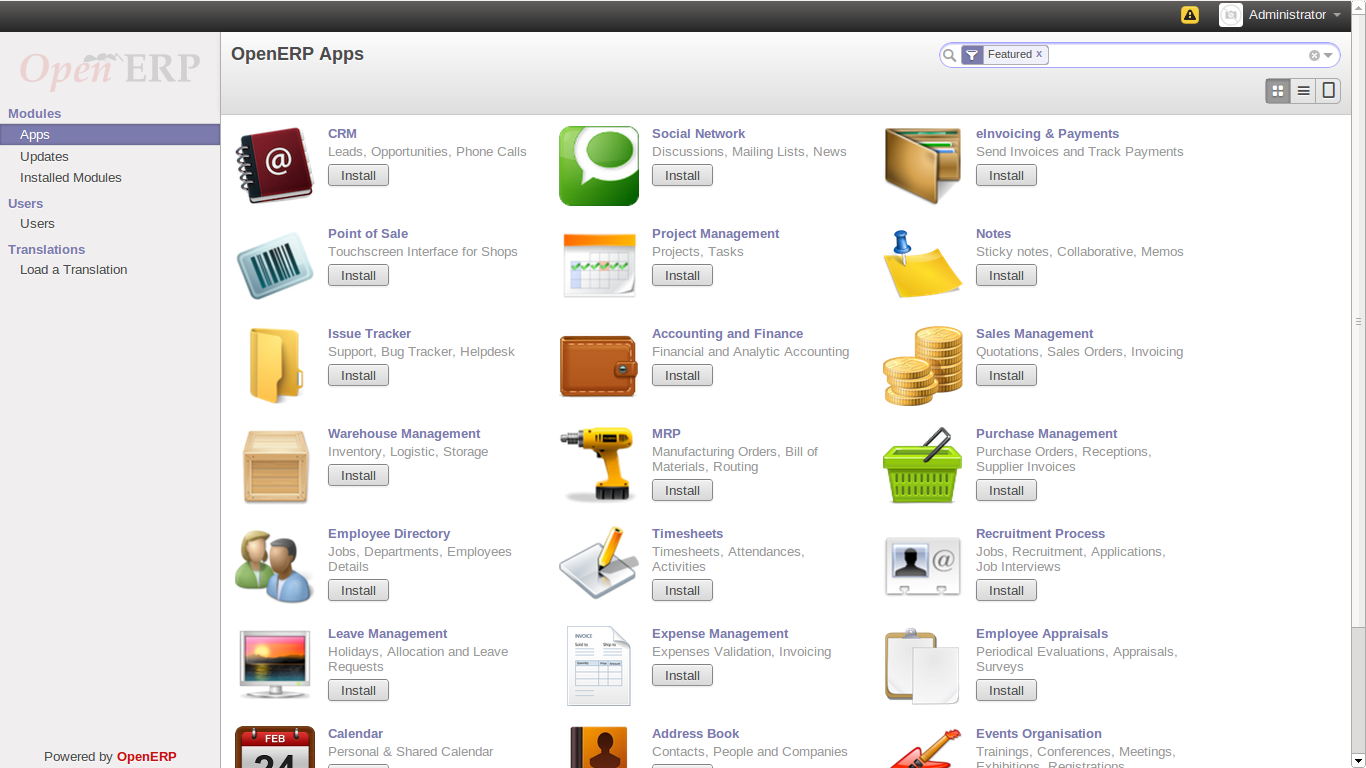 Administrator
Open ERP
OpenERP Apps
Featured x
Modules
Apps
Updates
Installed Modules
Users
Users
Translations
Load a Translation
Powered by OpenERP
CRM
Leads, Opportunities, Phone Calls
Install
Social Network
Discussions, Mailing Lists, News
Install
eInvoicing & Payments
Send Invoices and Track Payments
Install
Point of Sale
Touchscreen Interface for Shops
Install
Project Management
Projects, Tasks
Install
Notes
Sticky notes, Collaborative, Memos
Install
Issue Tracker
Support, Bug Tracker, Helpdesk
Install
Accounting and Finance
Financial and Analytic Accounting
Install
Sales Management
Quotations, Sales Orders, Invoicing
Install
Warehouse Management
Inventory, Logistic, Storage
Install
MRP
Manufacturing Orders, Bill of
Materials, Routing
Install
Purchase Management
Purchase Orders, Receptions,
Supplier Invoices
Install
Employee Directory
Jobs, Departments, Employees
Details
Install
Timesheets
Timesheets, Attendances,
Activities
Install
@
Recruitment Process
Jobs, Recruitment, Applications,
Job Interviews
Install
Leave Management
Holidays, Allocation and Leave
Requests
Install
INVOICE
Expense Management
Expenses Validation, Invoicing
Install
Employee Appraisals
Periodical Evaluations, Appraisals,
Surveys
Install
FEB
24
Calendar
Personal & Shared Calendar
Address Book
Contacts, People and Companies
Events Organisation
Trainings, Conferences, Meetings,
Exhibitions, Registrations